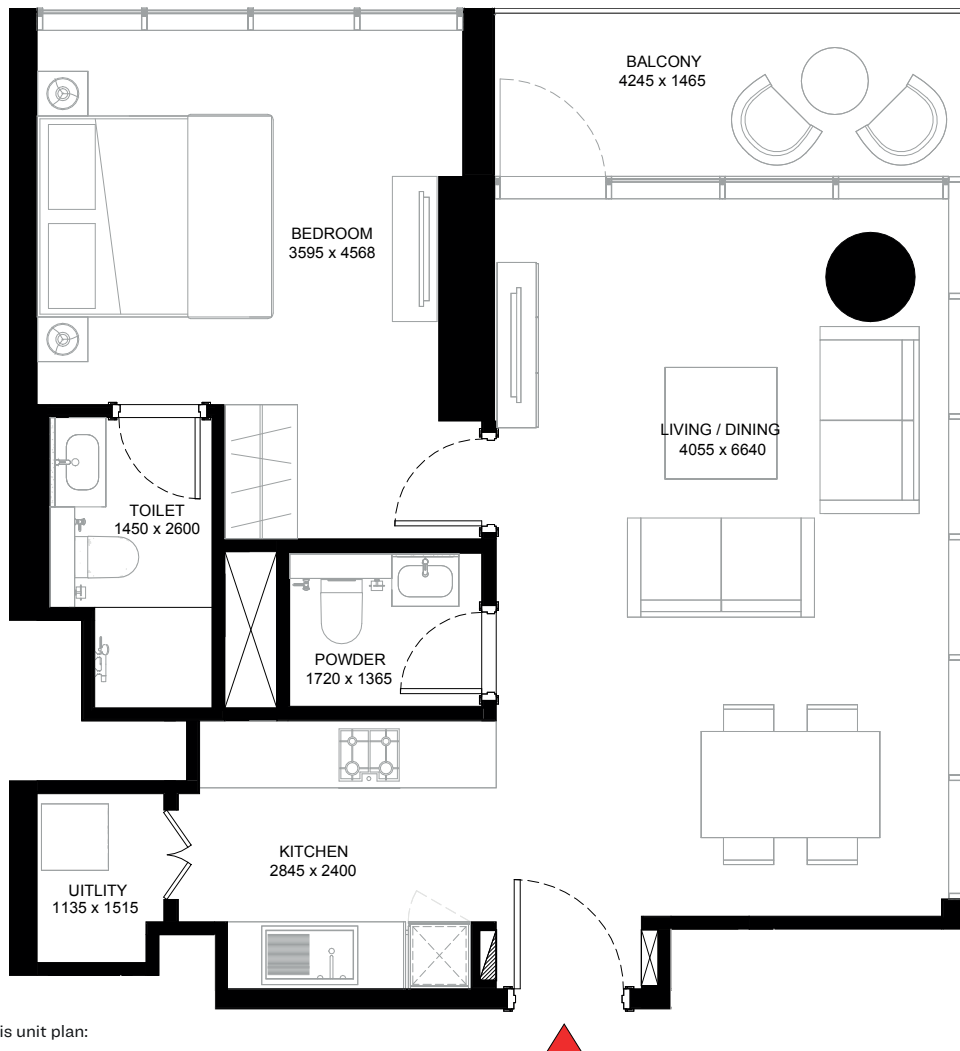 BALCONY
4245 x 1465
BEDROOM
3595 x 4568
LIVING / DINING
4055 x 6640
TOILET
1450 x 2600
POWDER
1720 x 1365
KITCHEN
2845 x 2400
UITLITY
1135 x 1515
is unit plan: